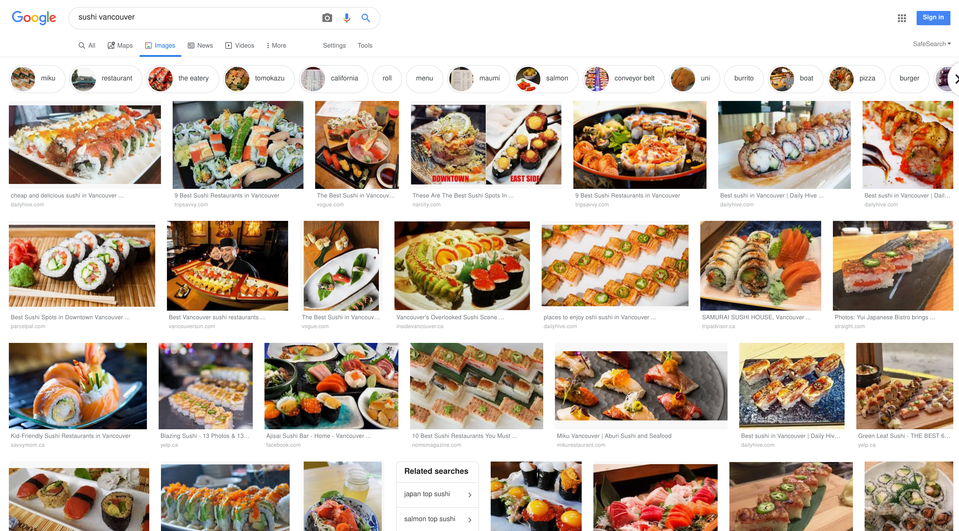 Google
sushi vancouver
Sign in
All Maps Images News Videos More Settings Tools
SafeSearch
miku restaurant the eatery tomokazu california roll menu maumi salmon conveyor belt uni burrito boat pizza burger
DOWNTOWN
EAST SIDE
cheap and delicious sushi in Vancouver ...
dailyhive.com
9 Best Sushi Restaurants in Vancouver
tripsavvy.com
The Best Sushi in Vancouv...
vogue.com
These Are The Best Sushi Spots In ...
narcity.com
9 Best Sushi Restaurants in Vancouver
tripsavvy.com
Best sushi in Vancouver | Daily Hive ...
dailyhive.com
Best sushi in Vancouver | Dail...
dailyhive.com
Best Sushi Spots in Downtown Vancouver ...
parcelpal.com
Best Vancouver sushi restaurants ...
vancouversun.com
The Best Sushi in Vancouv...
vogue.com
Vancouver's Overlooked Sushi Scene ...
insidevancouver.ca
places to enjoy oshi sushi in Vancouver ...
dailyhive.com
SAMURAI SUSHI HOUSE, Vancouver ...
tripadvisor.ca
Photos: Yui Japanese Bistro brings ...
straight.com
Kid-Friendly Sushi Restaurants in Vancouver
savvymom.ca
Blazing Sushi - 13 Photos & 13...
yelp.ca
Ajisai Sushi Bar - Home - Vancouver ...
facebook.com
10 Best Sushi Restaurants You Must ...
nomsmagazine.com
Miku Vancouver | Aburi Sushi and Seafood
mikurestaurant.com
Best sushi in Vancouver | Daily Hiv...
dailyhive.com
Green Leaf Sushi - THE BEST 6...
yelp.ca
Related searches
japan top sushi
salmon top sushi